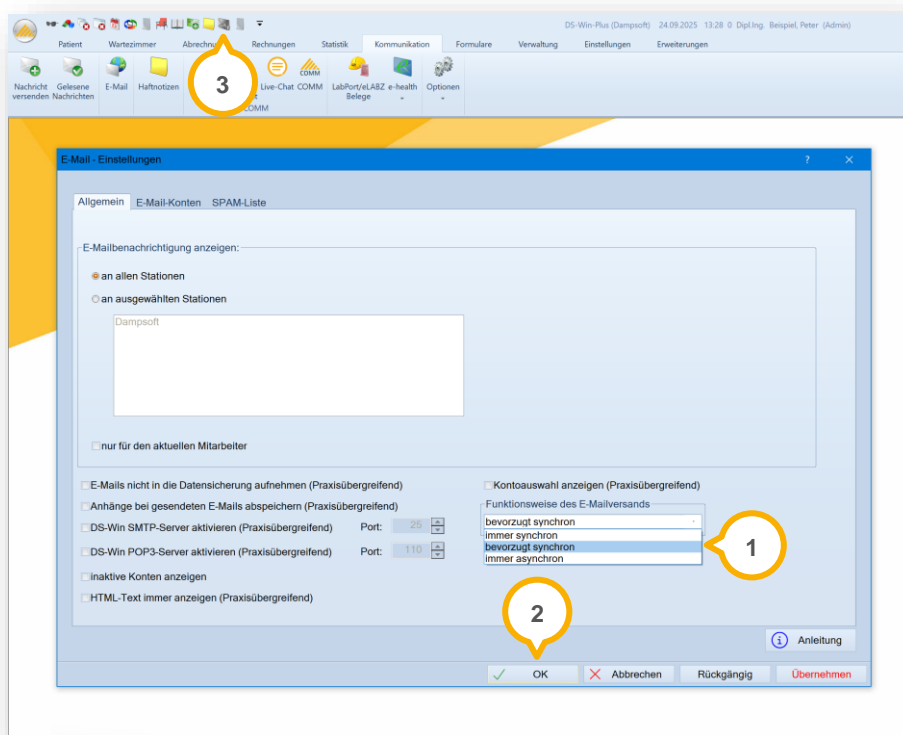 DS-Win-Plus (Dampsoft) 24.09.2025 13:28 0 Dipl.Ing. Beispiel, Peter (Admin)
Patient Wartezimmer Rechnungen Statistik Kommunikation Formulare Verwaltung Einstellungen Erweiterungen
3
COMM
Nachricht versenden
Gelesene Nachrichten
E-Mail
Haftnotizen
Live-Chat
COMM
LabPort/eLABZ Belege
e-health
Optionen
COMM
E-Mail - Einstellungen ?
Allgemein E-Mail-Konten SPAM-Liste
E-Mailbenachrichtigung anzeigen:
an allen Stationen
an ausgewählten Stationen
Dampsoft
nur für den aktuellen Mitarbeiter
E-Mails nicht in die Datensicherung aufnehmen (Praxisübergreifend)
Anhänge bei gesendeten E-Mails abspeichern (Praxisübergreifend)
DS-Win SMTP-Server aktivieren (Praxisübergreifend) Port: 25
DS-Win POP3-Server aktivieren (Praxisübergreifend) Port: 110
inaktive Konten anzeigen
HTML-Text immer anzeigen (Praxisübergreifend)
Kontoauswahl anzeigen (Praxisübergreifend)
Funktionsweise des E-Mailversands
bevorzugt synchron
immer synchron
bevorzugt synchron
immer asynchron
1
2
Anleitung
OK Abbrechen Rückgängig Übernehmen